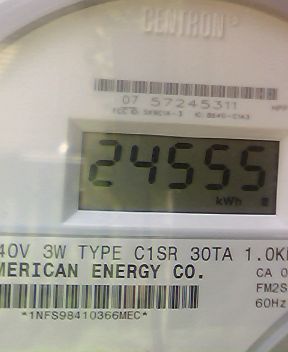 CENTRON
07 57245311
24555
kWh
40V 3W TYPE C1SR 30TA 1.0K
MERICAN ENERGY CO.
CA 0
FM2S
60Hz
*1NFS98410366MEC*